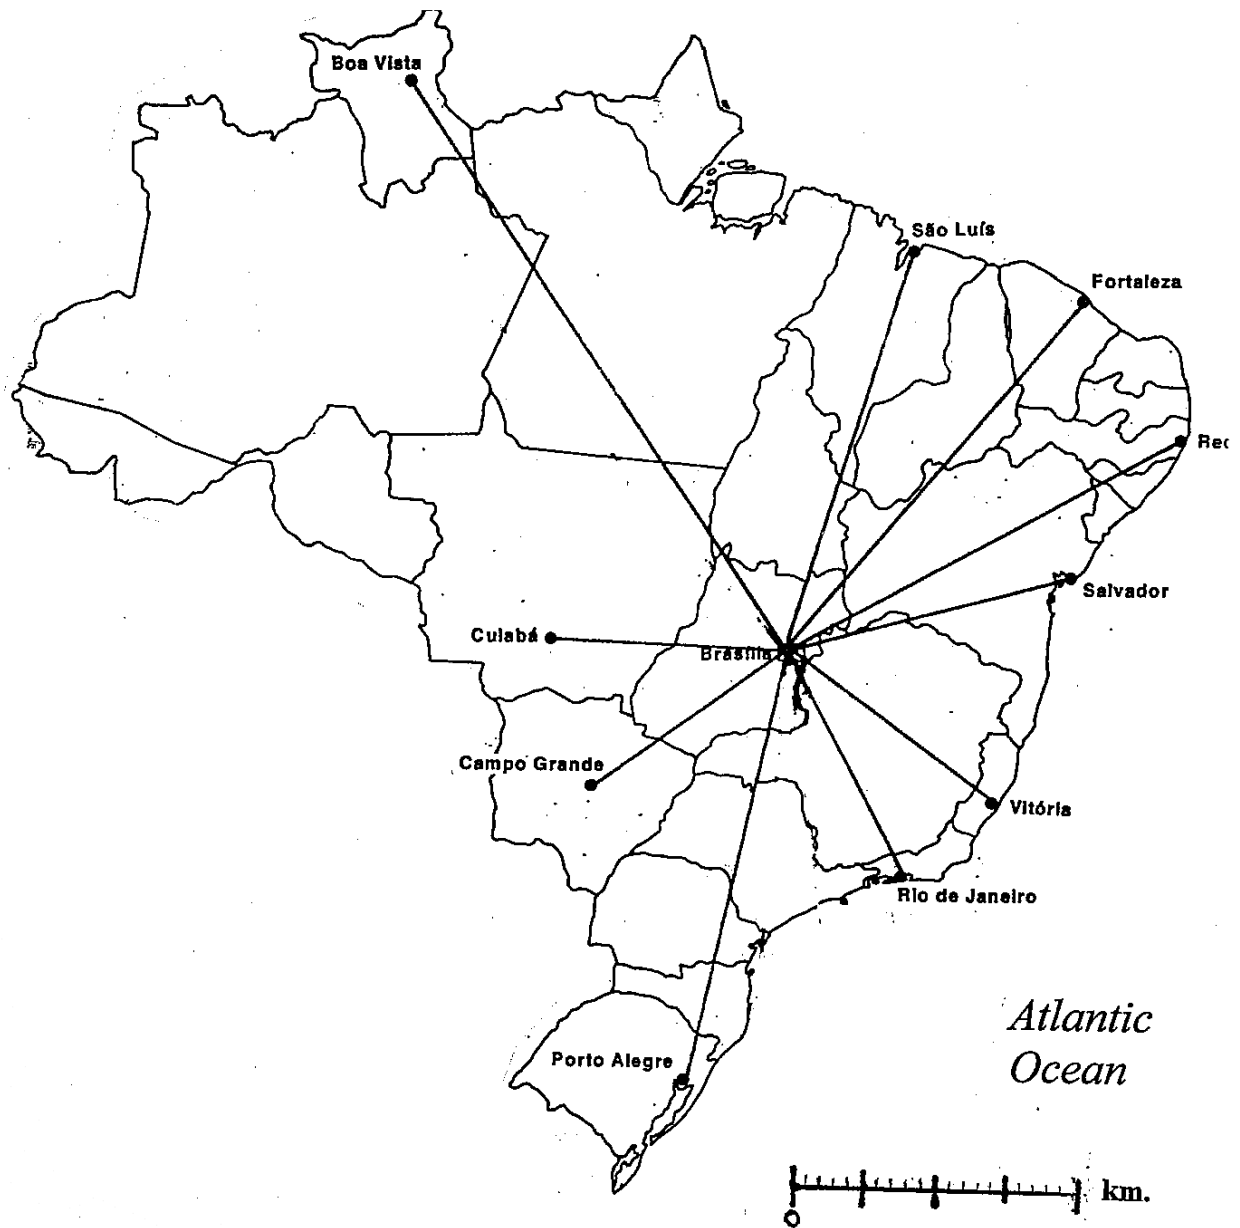 Boa Vista
São Luís
Fortaleza
Rec
Salvador
Cuiabá
Brasília
Campo Grande
Vitória
Rio de Janeiro
Atlantic
Ocean
Porto Alegre
km.
0